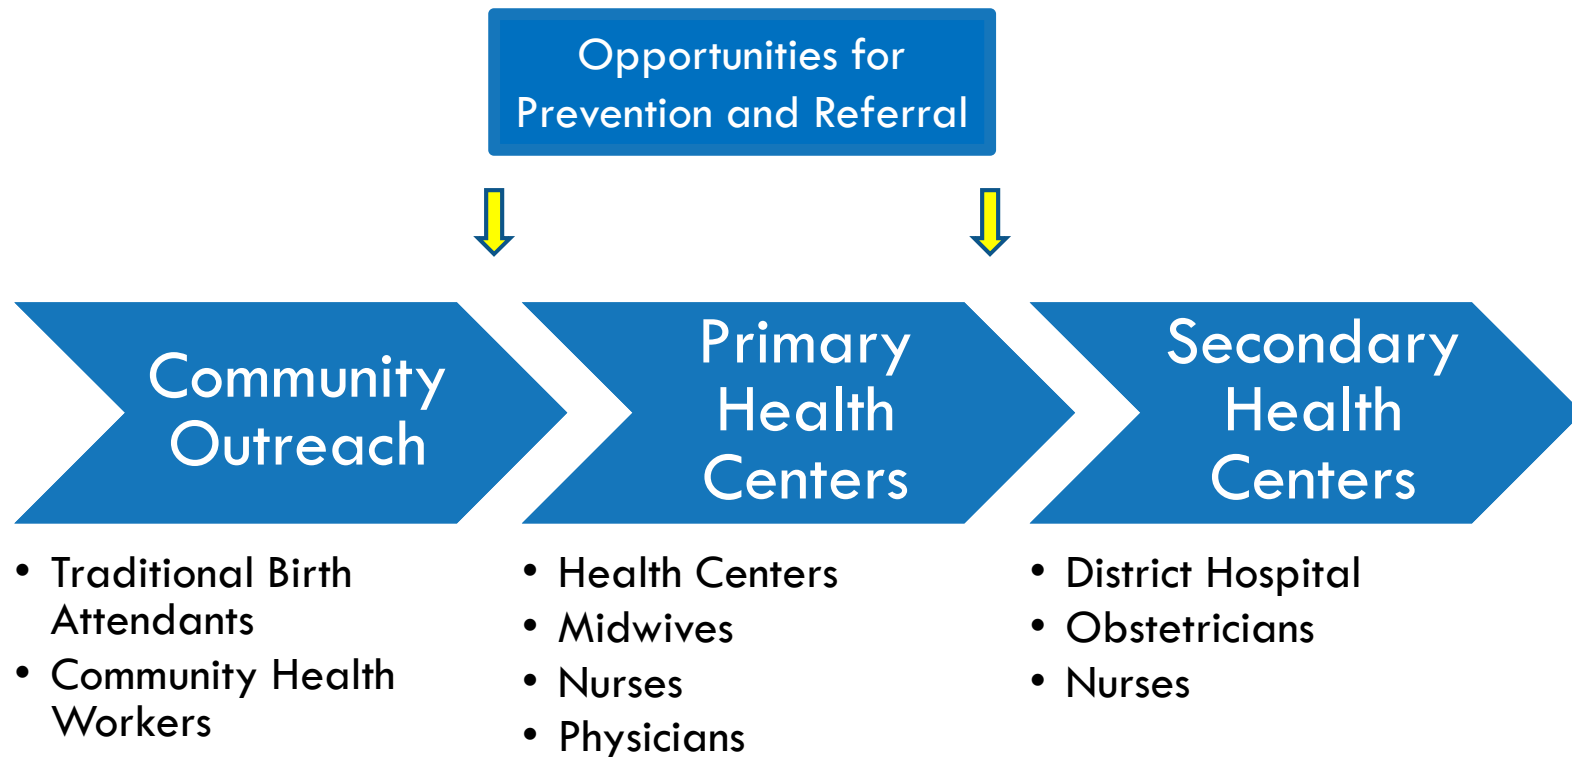 Opportunities for
Prevention and Referral
Community
Outreach
Primary
Health
Centers
Secondary
Health
Centers
• Traditional Birth
Attendants
• Community Health
Workers
• Health Centers
• Midwives
• Nurses
• Physicians
• District Hospital
• Obstetricians
• Nurses